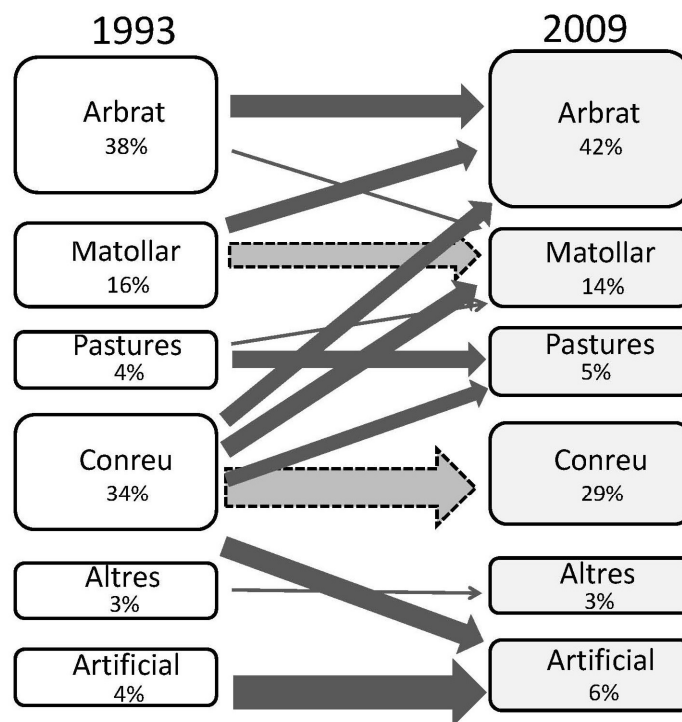 1993
2009
Arbrat
38%
Arbrat
42%
Matollar
16%
Matollar
14%
Pastures
4%
Pastures
5%
Conreu
34%
Conreu
29%
Altres
3%
Altres
3%
Artificial
4%
Artificial
6%